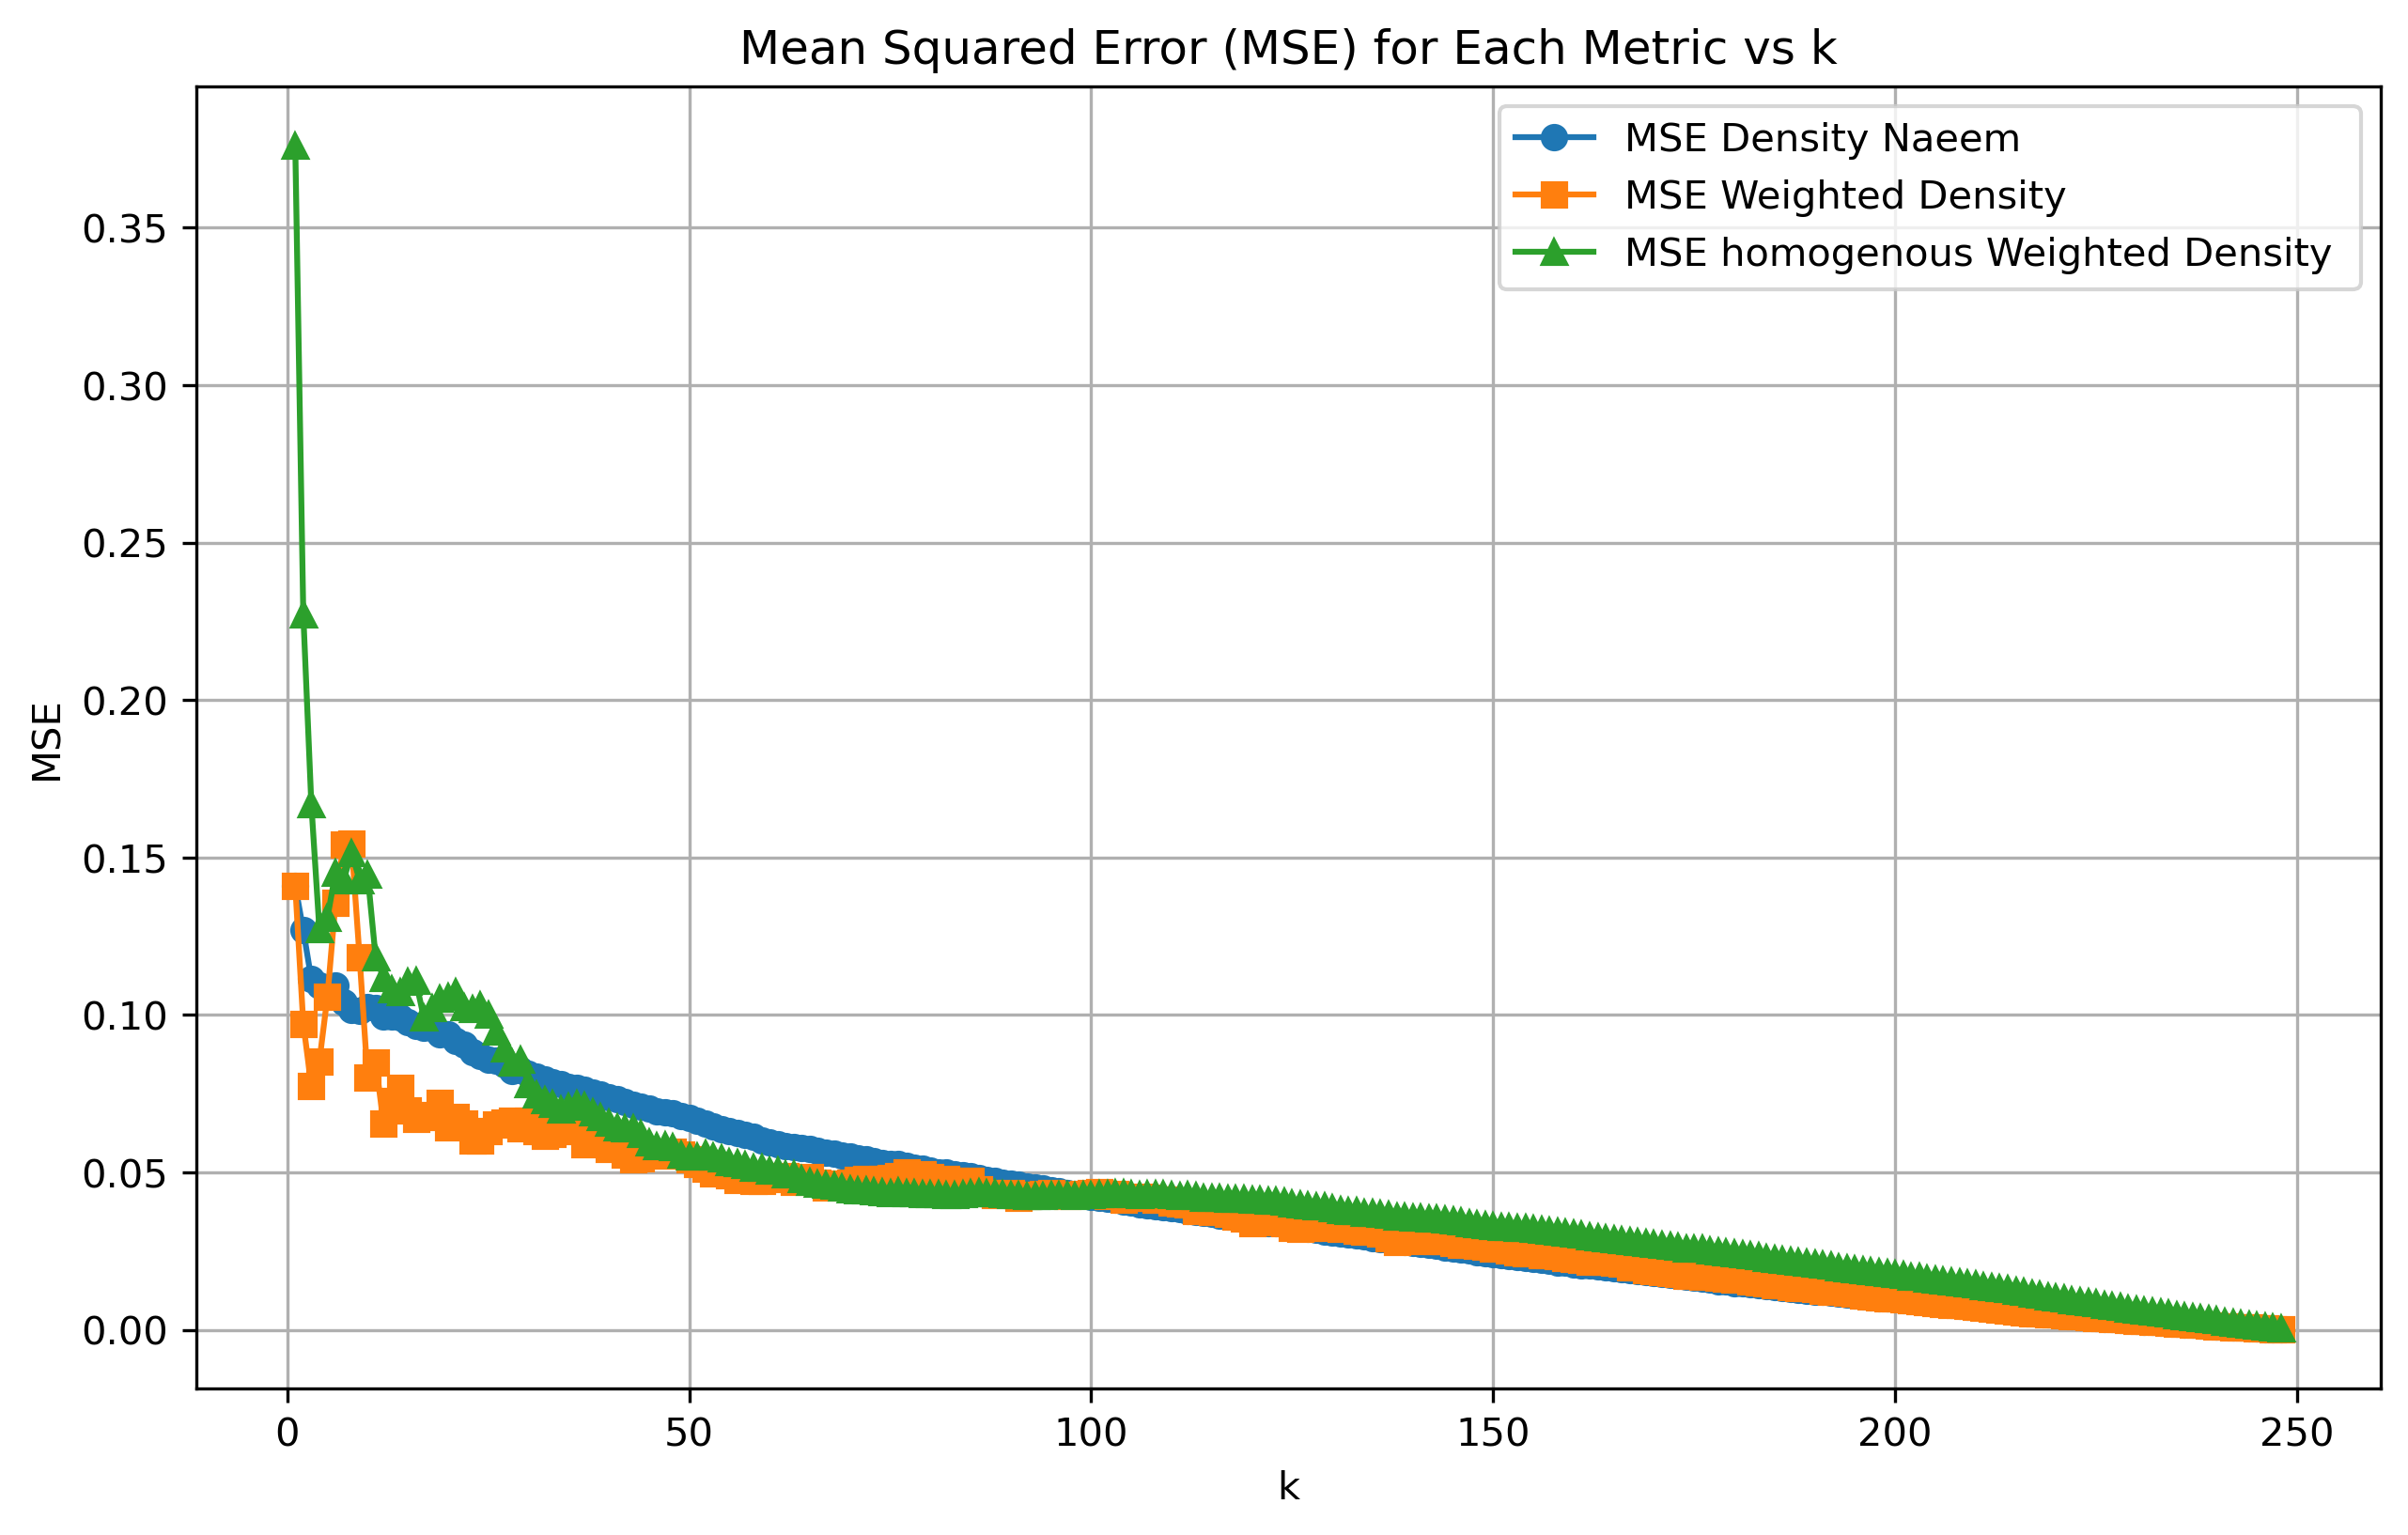 Mean Squared Error (MSE) for Each Metric vs k
MSE Density Naeem
MSE Weighted Density
MSE homogenous Weighted Density
0.35
0.30
0.25
0.20
0.15
0.10
0.05
0.00
MSE
0 50 100 150 200 250
k